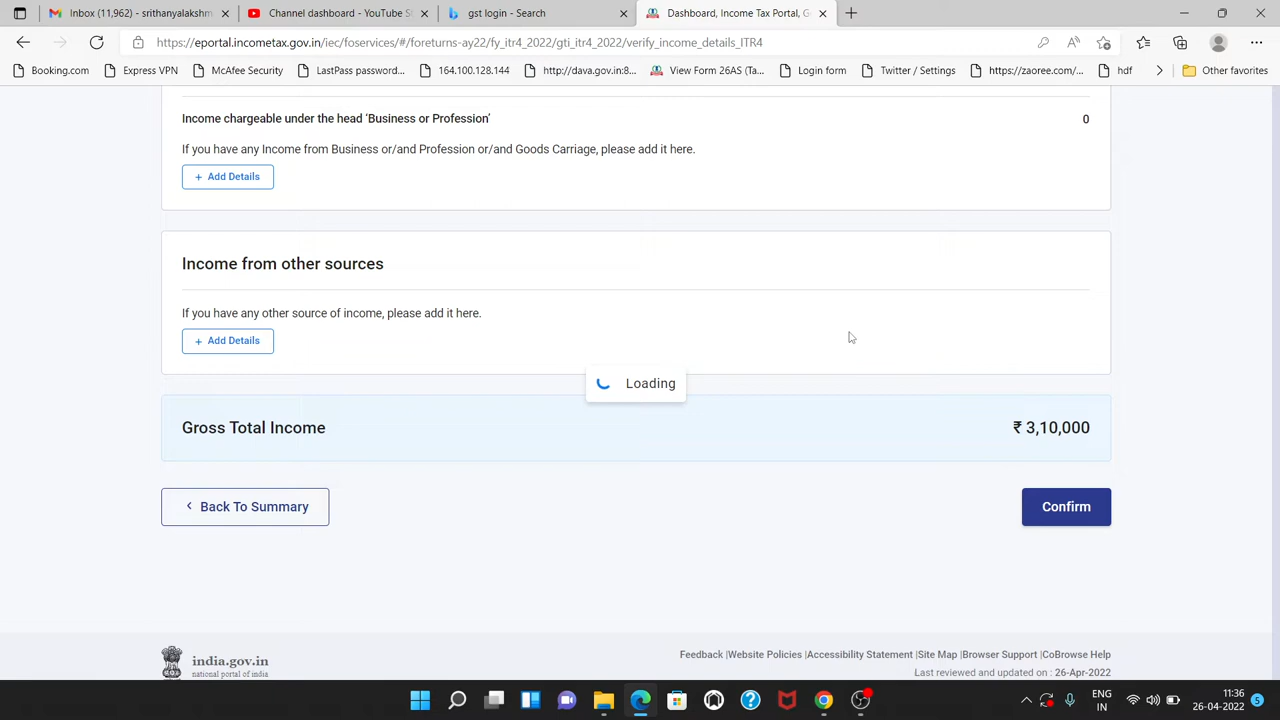 Inbox (11,962) - srithanyalakshm
Channel dashboard - YouTube S
gst login - Search
Dashboard, Income Tax Portal, G
https://eportal.incometax.gov.in/iec/foservices/#/foreturns-ay22/fy_itr4_2022/gti_itr4_2022/verify_income_details_ITR4
Booking.com
Express VPN
McAfee Security
LastPass password...
164.100.128.144
http://dava.gov.in:8...
View Form 26AS (Ta...
Login form
Twitter / Settings
https://zaoree.com/...
hdf
Other favorites
Income chargeable under the head ‘Business or Profession’ 0
If you have any Income from Business or/and Profession or/and Goods Carriage, please add it here.
+ Add Details
Income from other sources
If you have any other source of income, please add it here.
+ Add Details
Loading
Gross Total Income ₹ 3,10,000
Back To Summary
Confirm
india.gov.in
national portal of india
Feedback |Website Policies |Accessibility Statement |Site Map |Browser Support |CoBrowse Help
Last reviewed and updated on : 26-Apr-2022
ENG
IN
11:36
26-04-2022
5